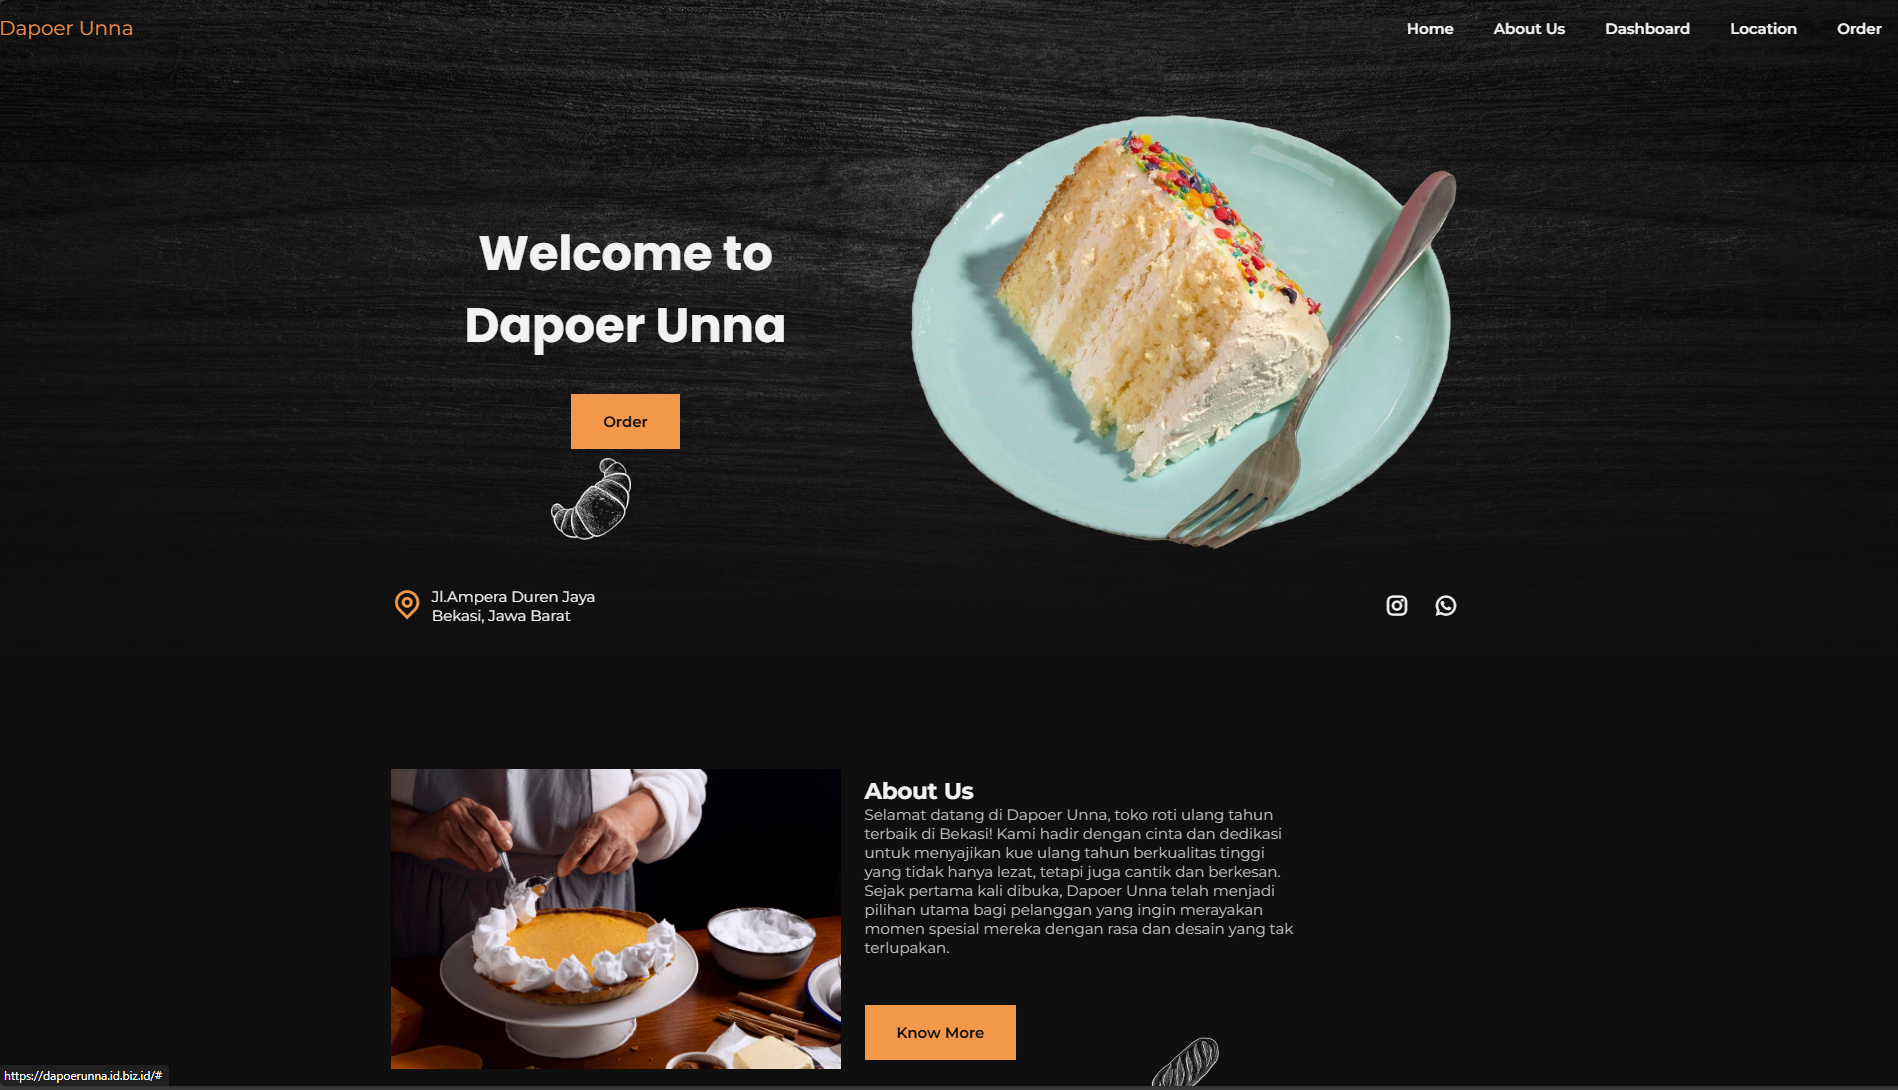 Dapoer Unna
Home
About Us
Dashboard
Location
Order
Welcome to
Dapoer Unna
Order
Jl.Ampera Duren Jaya
Bekasi, Jawa Barat
About Us
Selamat datang di Dapoer Unna, toko roti ulang tahun
terbaik di Bekasi! Kami hadir dengan cinta dan dedikasi
untuk menyajikan kue ulang tahun berkualitas tinggi
yang tidak hanya lezat, tetapi juga cantik dan berkesan.
Sejak pertama kali dibuka, Dapoer Unna telah menjadi
pilihan utama bagi pelanggan yang ingin merayakan
momen spesial mereka dengan rasa dan desain yang tak
terlupakan.
Know More
https://dapoerunna.id.biz.id/#